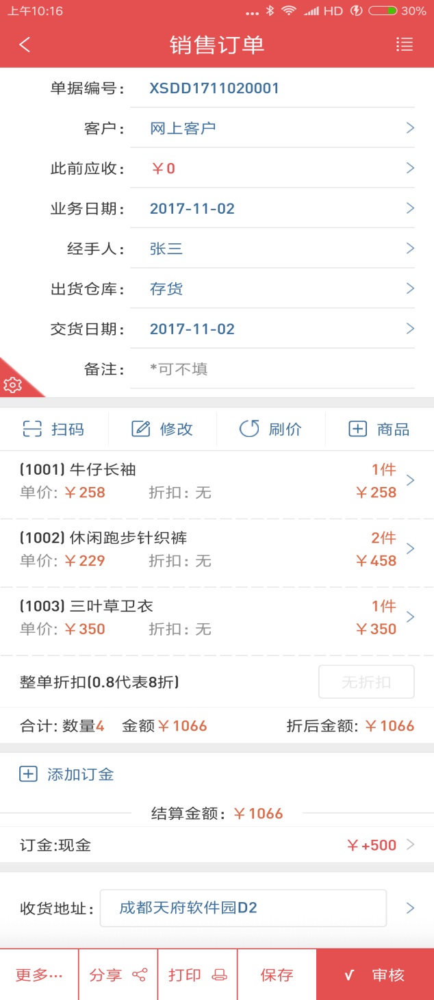 上午10:16 ... HD 30%
销售订单
单据编号: XSDD1711020001
客户: 网上客户
此前应收: ￥0
业务日期: 2017-11-02
经手人: 张三
出货仓库: 存货
交货日期: 2017-11-02
备注: *可不填
扫码 修改 刷价 商品
(1001) 牛仔长袖 1件
单价: ￥258 折扣: 无 ￥258
(1002) 休闲跑步针织裤 2件
单价: ￥229 折扣: 无 ￥458
(1003) 三叶草卫衣 1件
单价: ￥350 折扣: 无 ￥350
整单折扣(0.8代表8折) 无折扣
合计: 数量4 金额￥1066 折后金额: ￥1066
添加订金
结算金额: ￥1066
订金:现金 ￥+500
收货地址: 成都天府软件园D2
更多... 分享 打印 保存 √ 审核